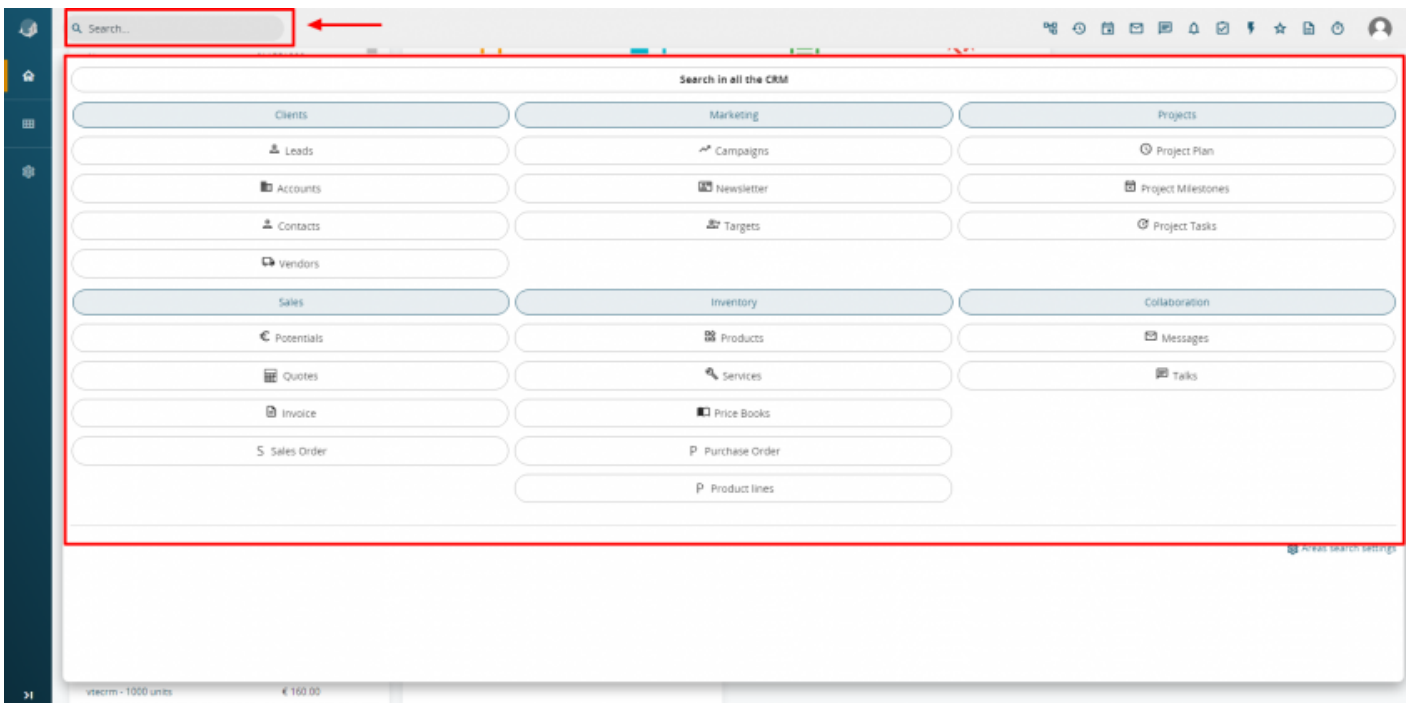 Search...
Search in all the CRM
Clients
Marketing
Projects
Leads
Campaigns
Project Plan
Accounts
Newsletter
Project Milestones
Contacts
Targets
Project Tasks
Vendors
Sales
Inventory
Collaboration
Potentials
Products
Messages
Quotes
Services
Talks
Invoice
Price Books
S Sales Order
P Purchase Order
P Product lines
Areas search settings
vtecrm - 1000 units
€ 160.00